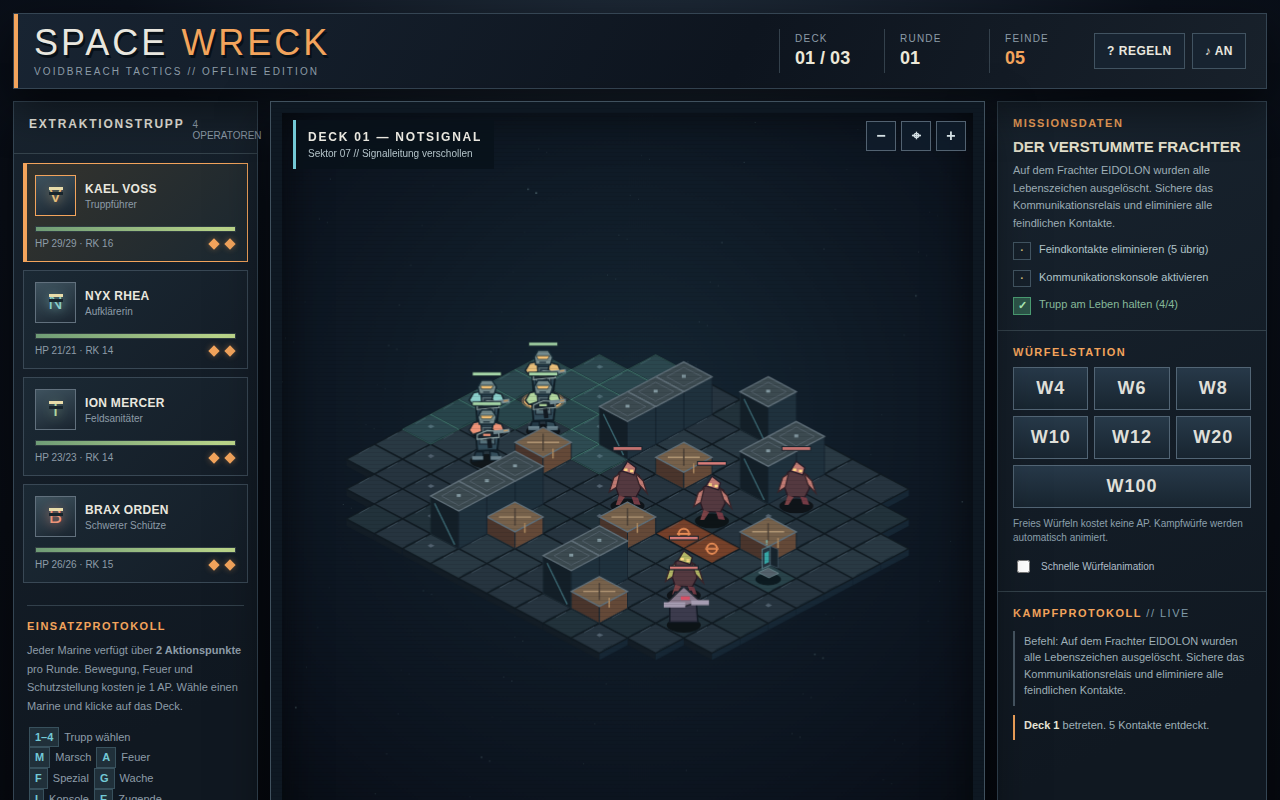 SPACE WRECK
VOIDBREACH TACTICS // OFFLINE EDITION
DECK
01 / 03
RUNDE
01
FEINDE
05
? REGELN
♪ AN
EXTRAKTIONSTRUPP
4
OPERATOREN
V
KAEL VOSS
Truppführer
HP 29/29 · RK 16
N
NYX RHEA
Aufklärerin
HP 21/21 · RK 14
I
ION MERCER
Feldsanitäter
HP 23/23 · RK 14
B
BRAX ORDEN
Schwerer Schütze
HP 26/26 · RK 15
EINSATZPROTOKOLL
Jeder Marine verfügt über 2 Aktionspunkte
pro Runde. Bewegung, Feuer und
Schutzstellung kosten je 1 AP. Wähle einen
Marine und klicke auf das Deck.
1–4 Trupp wählen
M Marsch A Feuer
F Spezial G Wache
I Konsole E Zugende
DECK 01 — NOTSIGNAL
Sektor 07 // Signalleitung verschollen
− ⌖ +
MISSIONSDATEN
DER VERSTUMMTE FRACHTER
Auf dem Frachter EIDOLON wurden alle
Lebenszeichen ausgelöscht. Sichere das
Kommunikationsrelais und eliminiere alle
feindlichen Kontakte.
· Feindkontakte eliminieren (5 übrig)
· Kommunikationskonsole aktivieren
✓ Trupp am Leben halten (4/4)
WÜRFELSTATION
W4 W6 W8
W10 W12 W20
W100
Freies Würfeln kostet keine AP. Kampfwürfe werden
automatisch animiert.
Schnelle Würfelanimation
KAMPFPROTOKOLL // LIVE
Befehl: Auf dem Frachter EIDOLON wurden
alle Lebenszeichen ausgelöscht. Sichere das
Kommunikationsrelais und eliminiere alle
feindlichen Kontakte.
Deck 1 betreten. 5 Kontakte entdeckt.